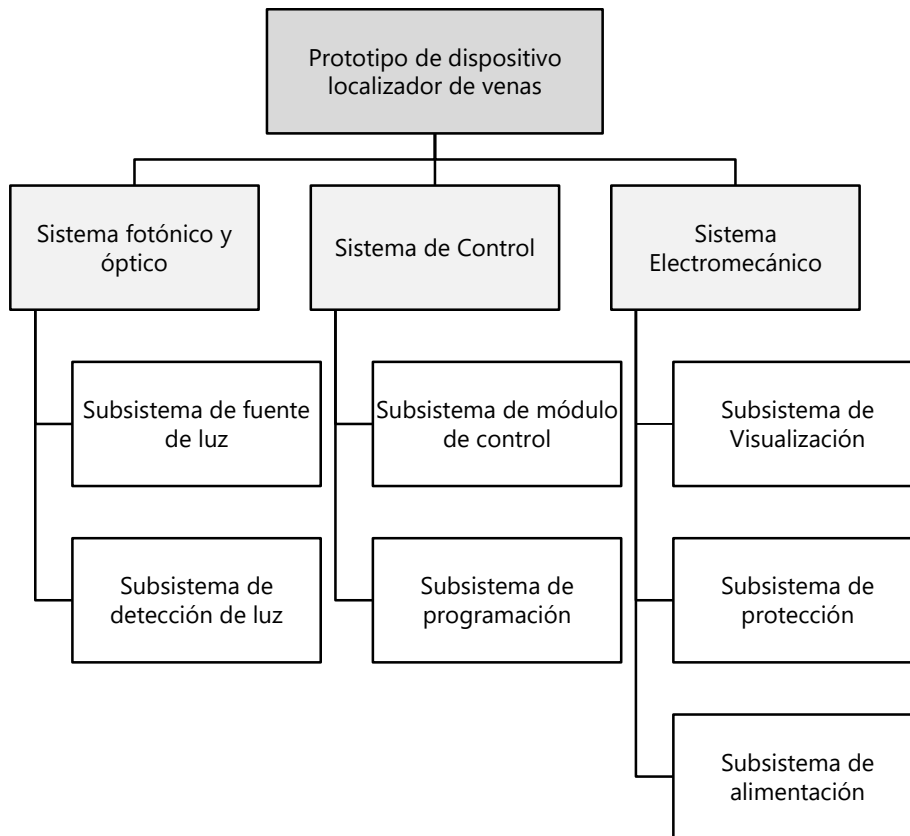 Prototipo de dispositivo
localizador de venas
Sistema fotónico y
óptico
Sistema de Control
Sistema
Electromecánico
Subsistema de fuente
de luz
Subsistema de módulo
de control
Subsistema de
Visualización
Subsistema de
detección de luz
Subsistema de
programación
Subsistema de
protección
Subsistema de
alimentación